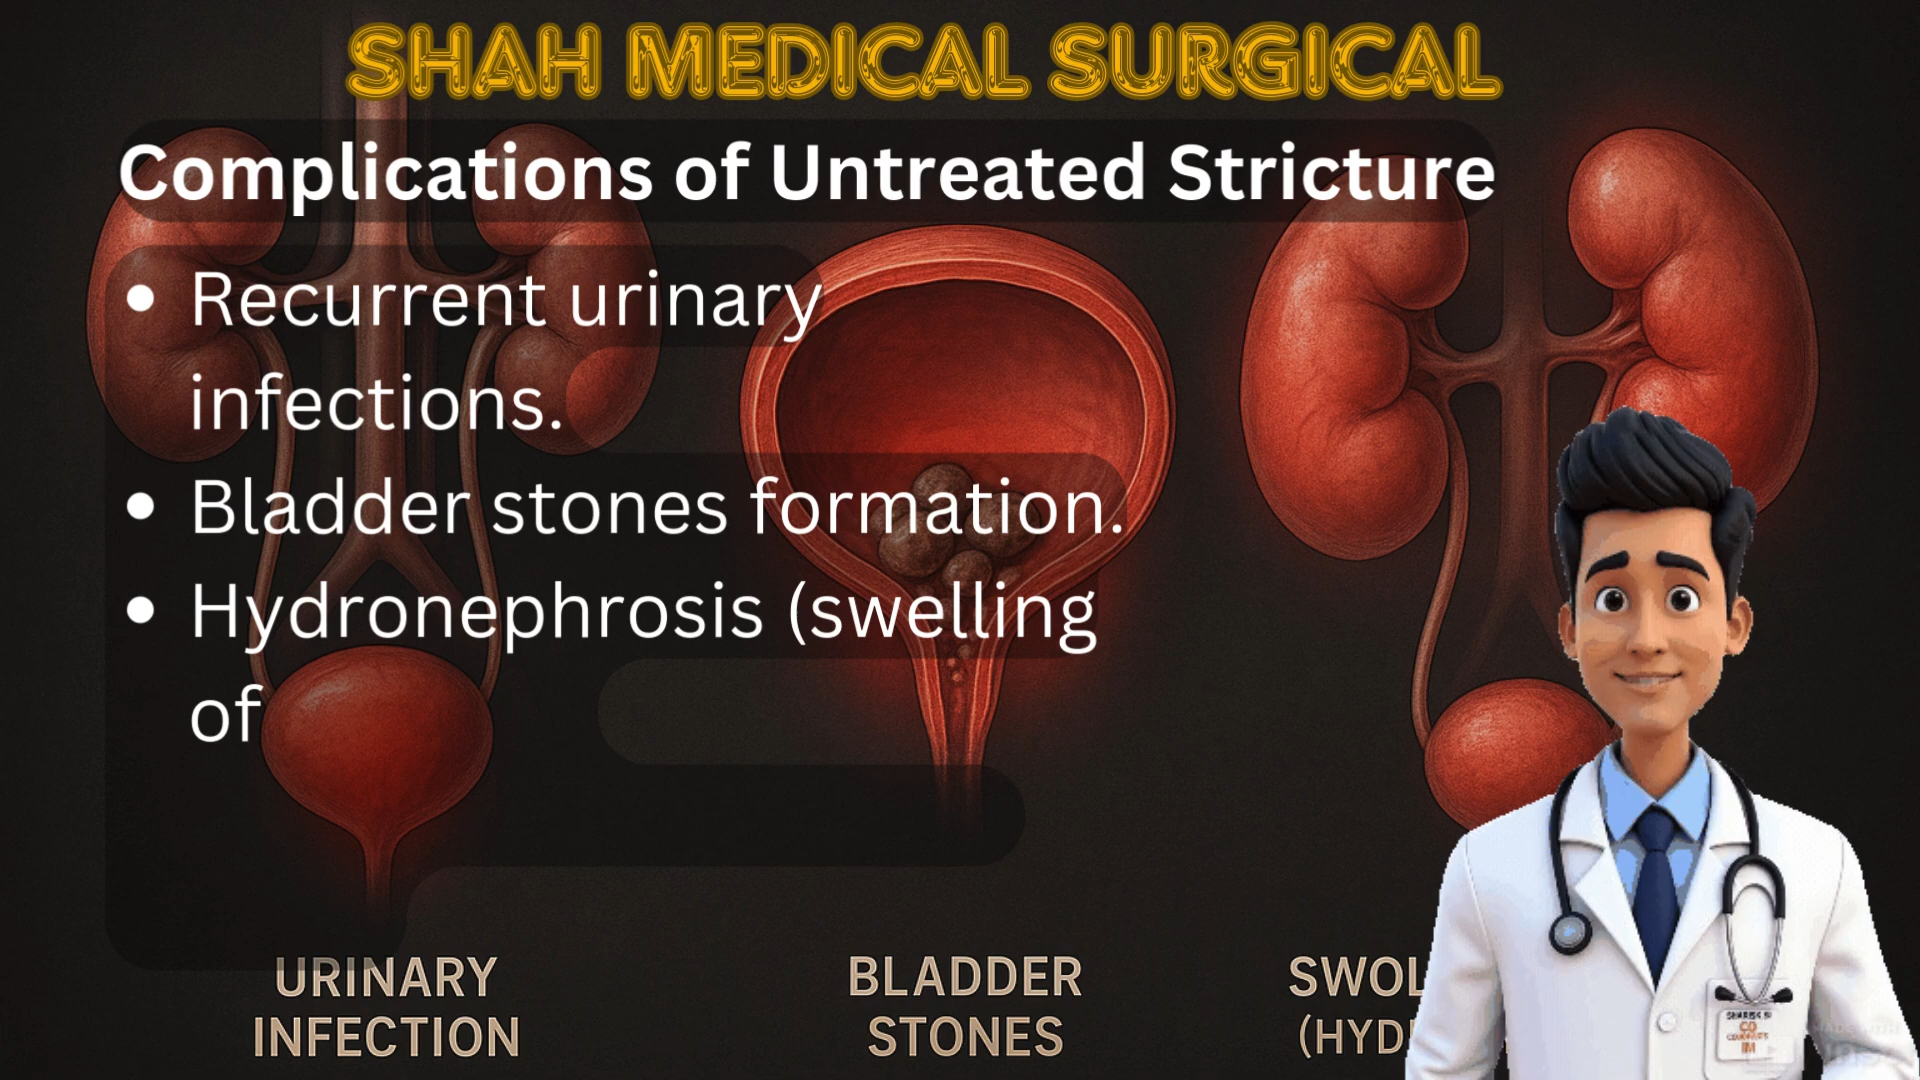 SHAH MEDICAL SURGICAL
Complications of Untreated Stricture
• Recurrent urinary
infections.
• Bladder stones formation.
• Hydronephrosis (swelling
of
URINARY
INFECTION
BLADDER
STONES
SWOL
(HYD